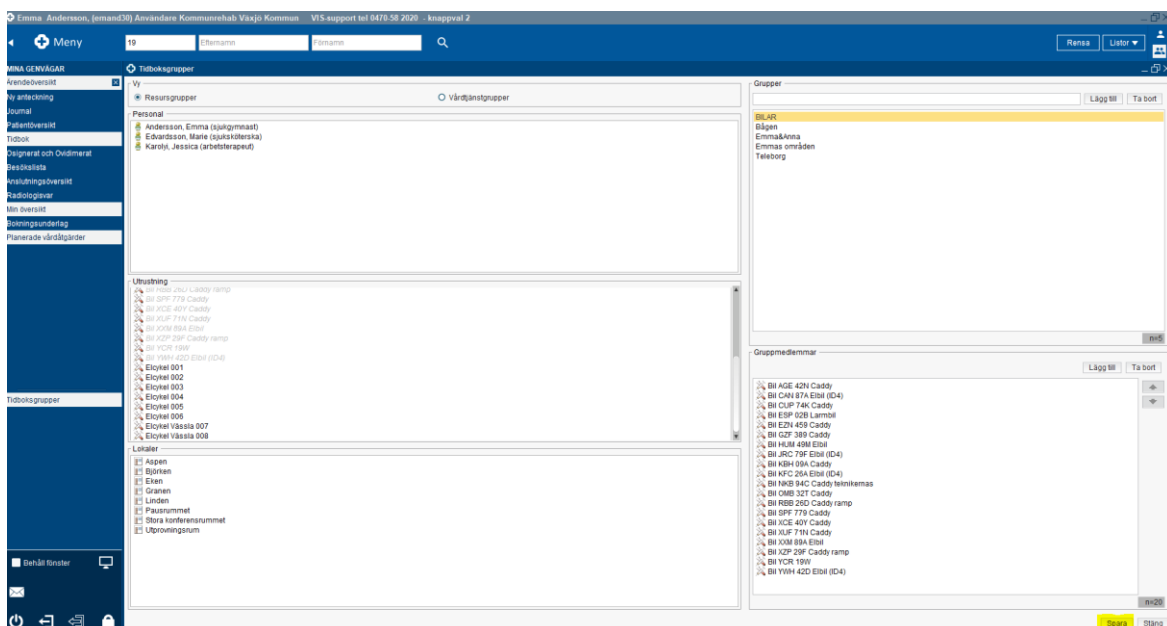 Emma Andersson, (emand30) Användare Kommunrehab Växjö Kommun VIS-support tel 0470-58 2020 - knappval 2
Meny
19
Efternamn
Förnamn
Rensa
Listor
MINA GENVÄGAR
Ärendeöversikt
Ny anteckning
Journal
Patientöversikt
Tidbok
Osignerat och Ovidimerat
Besökslista
Anslutningsöversikt
Radiologisvar
Min översikt
Bokningsunderlag
Planerade vårdåtgärder
Tidboksgrupper
Behåll fönster
Tidboksgrupper
Vy
Resursgrupper
Vårdtjänstgrupper
Personal
Andersson, Emma (sjukgymnast)
Edvardsson, Marie (sjuksköterska)
Karolyi, Jessica (arbetsterapeut)
Utrustning
Bil RBB 26D Caddy ramp
Bil SPF 779 Caddy
Bil XCE 40Y Caddy
Bil XUF 71N Caddy
Bil XXM 89A Elbil
Bil XZP 29F Caddy ramp
Bil YCR 19W
Bil YWH 42D Elbil (ID4)
Elcykel 001
Elcykel 002
Elcykel 003
Elcykel 004
Elcykel 005
Elcykel 006
Elcykel Vässla 007
Elcykel Vässla 008
Lokaler
Aspen
Björken
Eken
Granen
Linden
Pausrummet
Stora konferensrummet
Utprovningsrum
Grupper
Lägg till
Ta bort
BILAR
Bågen
Emma&Anna
Emmas områden
Teleborg
n=5
Gruppmedlemmar
Lägg till
Ta bort
Bil AGE 42N Caddy
Bil CAN 87A Elbil (ID4)
Bil CUP 74K Caddy
Bil ESP 02B Larmbil
Bil EZN 459 Caddy
Bil GZF 389 Caddy
Bil HUM 49M Elbil
Bil JRC 79F Elbil (ID4)
Bil KBH 09A Caddy
Bil KFC 26A Elbil (ID4)
Bil NKB 94C Caddy teknikernas
Bil OMB 32T Caddy
Bil RBB 26D Caddy ramp
Bil SPF 779 Caddy
Bil XCE 40Y Caddy
Bil XUF 71N Caddy
Bil XXM 89A Elbil
Bil XZP 29F Caddy ramp
Bil YCR 19W
Bil YWH 42D Elbil (ID4)
n=20
Spara
Stäng